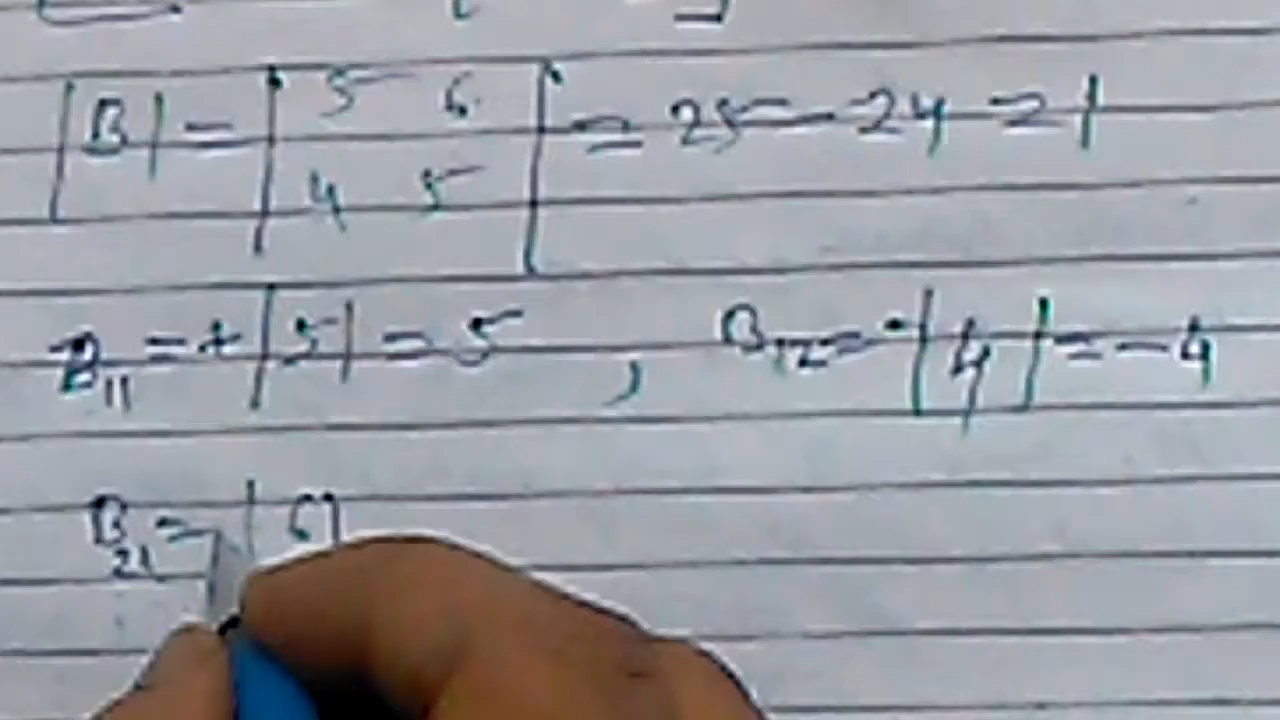 |B| = | 5 6 | = 25 - 24 = 1
| 4 5 |
B11 = + |5| = 5 , B12 = - |4| = -4
B21 = - |6|